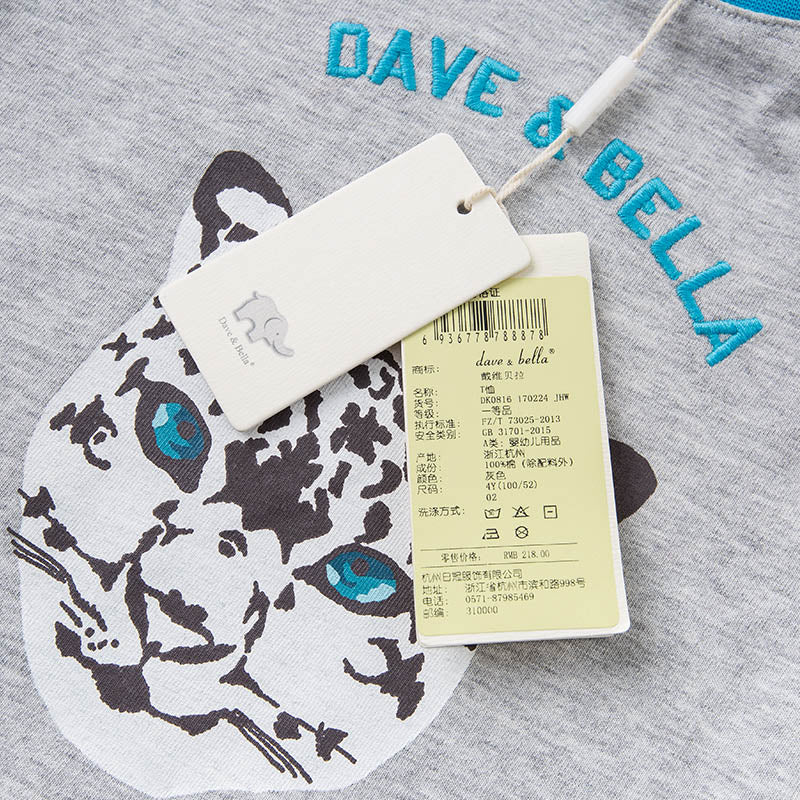 DAVE & BELLA
Dave & Bella®
格证
6 936778 788878
dave & bella®
商标: 戴维贝拉
名称: T恤
货号: DK0816 170224 JHW
等级: 一等品
执行标准: FZ/T 73025-2013
安全类别: GB 31701-2015
A类: 婴幼儿用品
产地: 浙江杭州
成份: 100%棉 (除配料外)
颜色: 灰色
尺码: 4Y(100/52)
02
洗涤方式:
零售价格: RMB 218.00
杭州日冠服饰有限公司
地址: 浙江省杭州市滨和路998号
电话: 0571-87985469
邮编: 310000